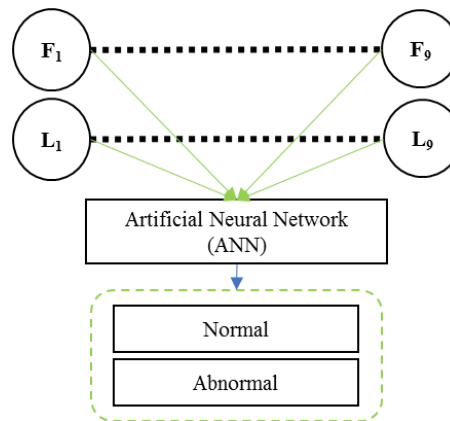 F₁ F₉
L₁ L₉
Artificial Neural Network
(ANN)
Normal
Abnormal